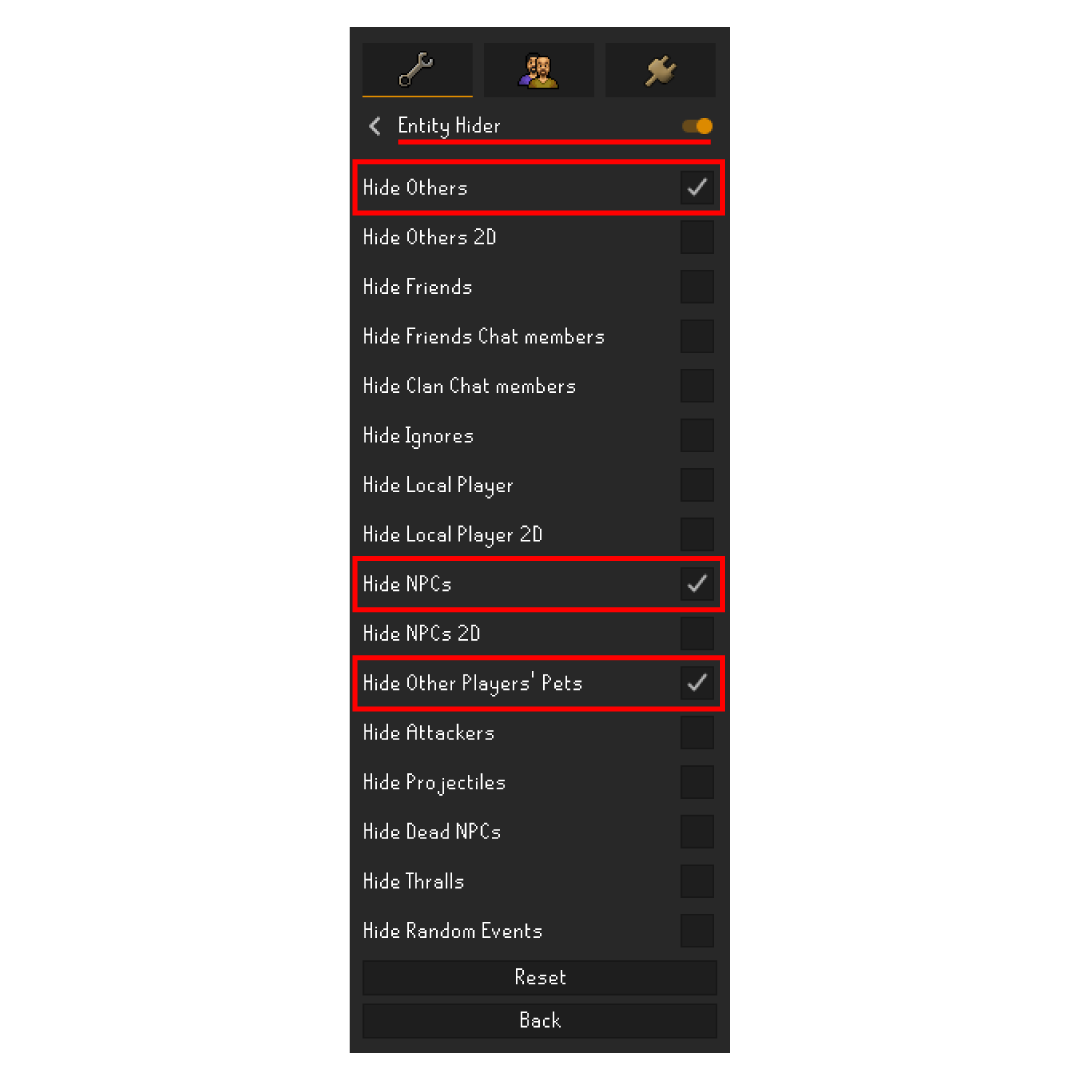 Entity Hider
Hide Others
Hide Others 2D
Hide Friends
Hide Friends Chat members
Hide Clan Chat members
Hide Ignores
Hide Local Player
Hide Local Player 2D
Hide NPCs
Hide NPCs 2D
Hide Other Players' Pets
Hide Attackers
Hide Projectiles
Hide Dead NPCs
Hide Thralls
Hide Random Events
Reset
Back